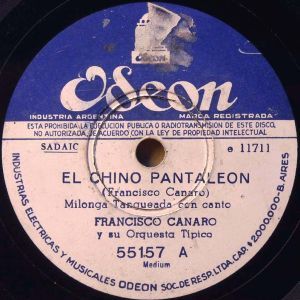 ODEON
Odeon
INDUSTRIA ARGENTINA
MARCA REGISTRADA
ESTA PROHIBIDA LA EJECUCION PUBLICA O RADIOTRANSMISION DE ESTE DISCO,
NO AUTORIZADA, DE ACUERDO CON LA LEY DE PROPIEDAD INTELECTUAL
SADAIC
e 11711
EL CHINO PANTALEON
(Francisco Canaro)
Milonga Tangueada con canto
FRANCISCO CANARO
y su Orquesta Típico
55157 A
Medium
INDUSTRIAS ELECTRICAS Y MUSICALES ODEON SOC. DE RESP. LTDA. CAP. $2.000.000-B. AIRES